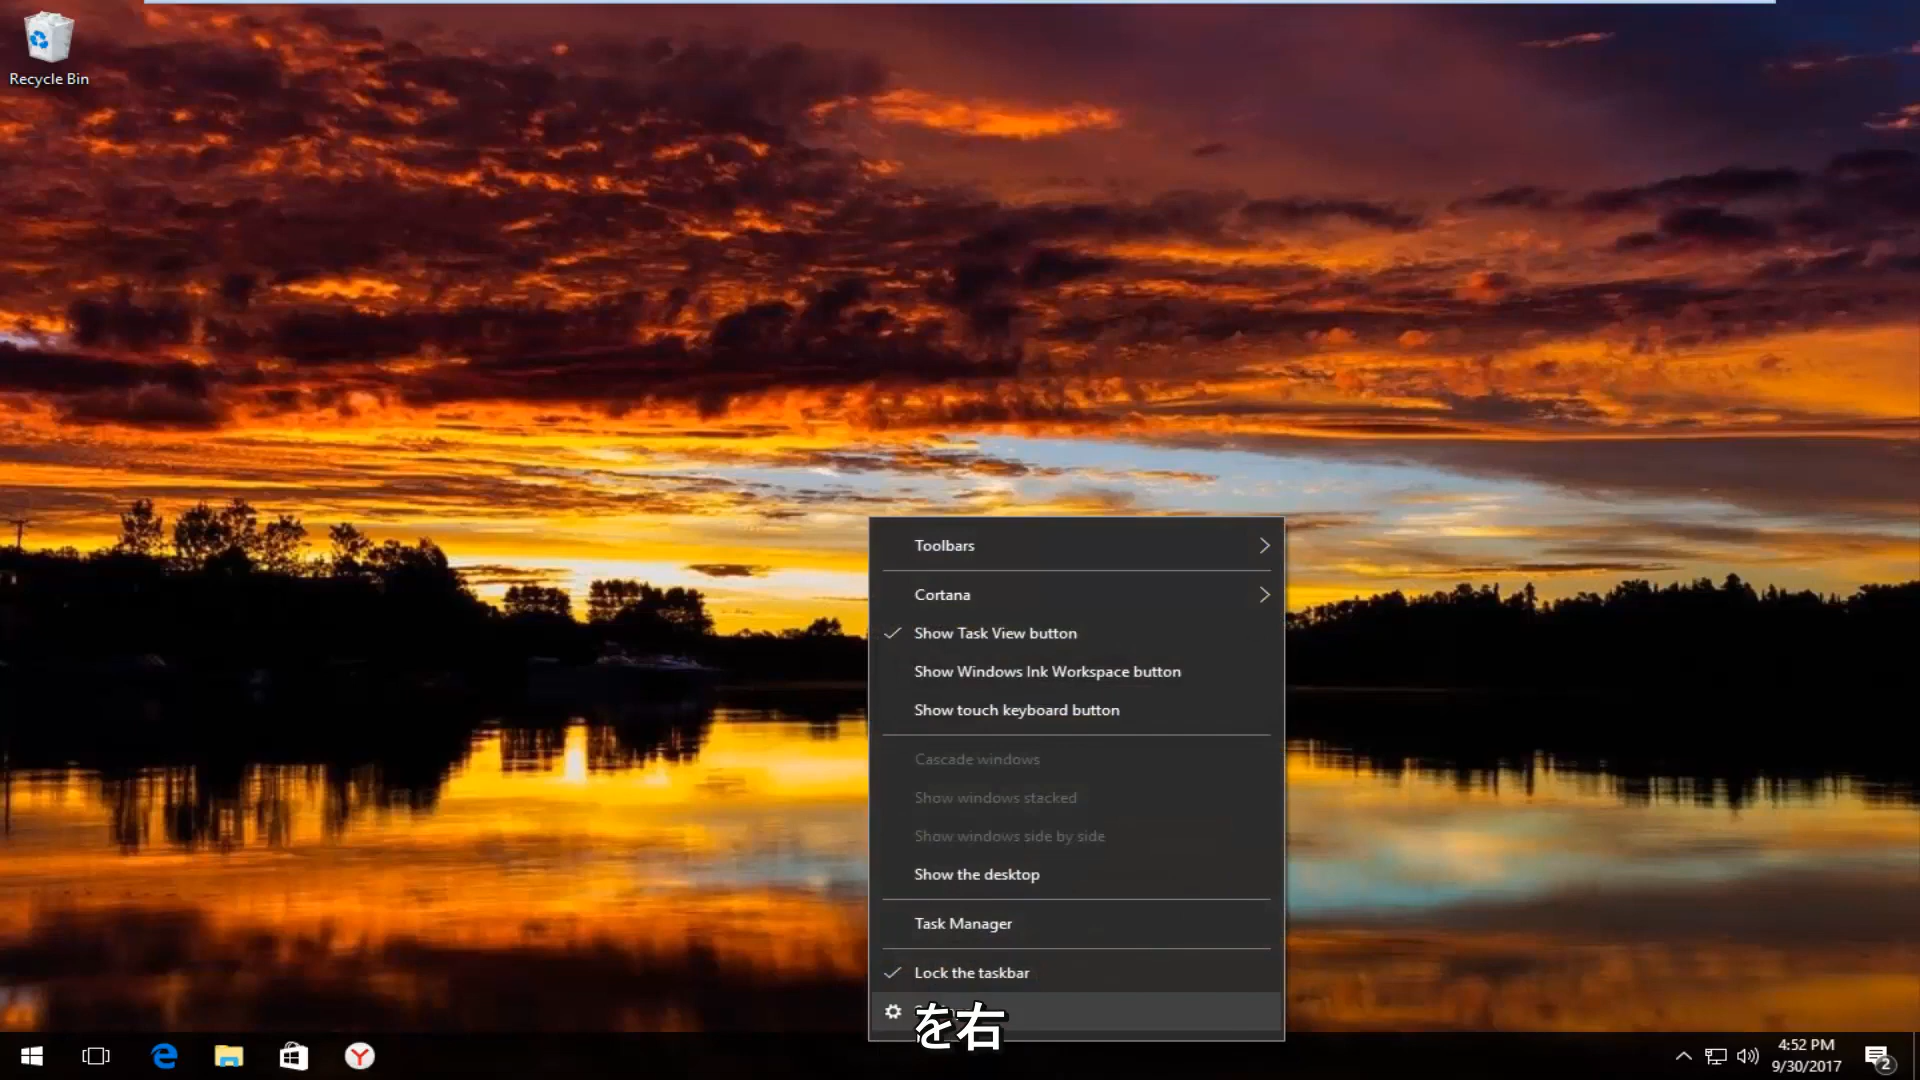 Recycle Bin
Toolbars
Cortana
Show Task View button
Show Windows Ink Workspace button
Show touch keyboard button
Cascade windows
Show windows stacked
Show windows side by side
Show the desktop
Task Manager
Lock the taskbar
を右
4:52 PM
9/30/2017
2